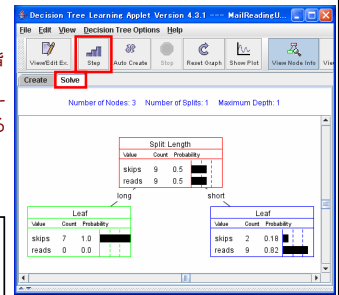 Decision Tree Learning Applet Version 4.3.1 --- MailReadingU...
File Edit View Decision Tree Options Help
View/Edit Ex. Step Auto Create Stop Reset Graph Show Plot View Node Info
Create Solve
Number of Nodes: 3 Number of Splits: 1 Maximum Depth: 1
Split: Length
Value Count Probability
skips 9 0.5
reads 9 0.5
long short
Leaf
Value Count Probability
skips 7 1.0
reads 0 0.0
Leaf
Value Count Probability
skips 2 0.18
reads 9 0.82